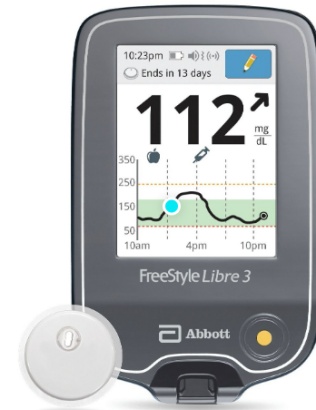 10:23pm
Ends in 13 days
112
mg
dL
350
250
150
50
10am 4pm 10pm
FreeStyle Libre 3
Abbott